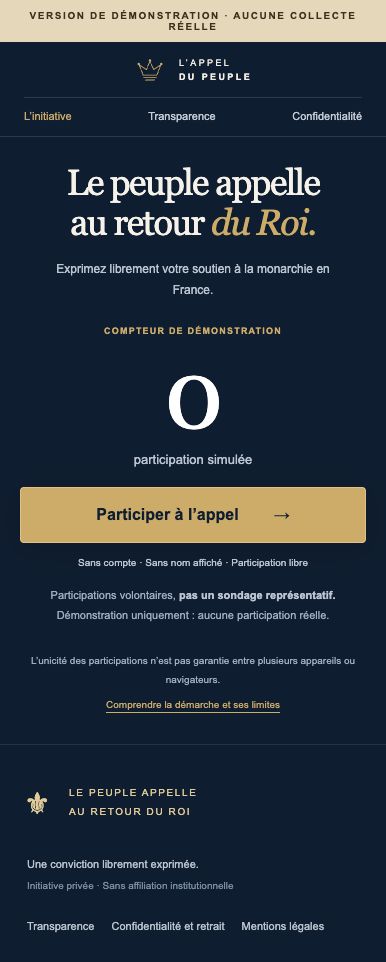 VERSION DE DÉMONSTRATION · AUCUNE COLLECTE
RÉELLE
L'APPEL
DU PEUPLE
L'initiative
Transparence
Confidentialité
Le peuple appelle
au retour du Roi.
Exprimez librement votre soutien à la monarchie en
France.
COMPTEUR DE DÉMONSTRATION
0
participation simulée
Participer à l'appel →
Sans compte · Sans nom affiché · Participation libre
Participations volontaires, pas un sondage représentatif.
Démonstration uniquement : aucune participation réelle.
L'unicité des participations n'est pas garantie entre plusieurs appareils ou
navigateurs.
Comprendre la démarche et ses limites
LE PEUPLE APPELLE
AU RETOUR DU ROI
Une conviction librement exprimée.
Initiative privée · Sans affiliation institutionnelle
Transparence
Confidentialité et retrait
Mentions légales